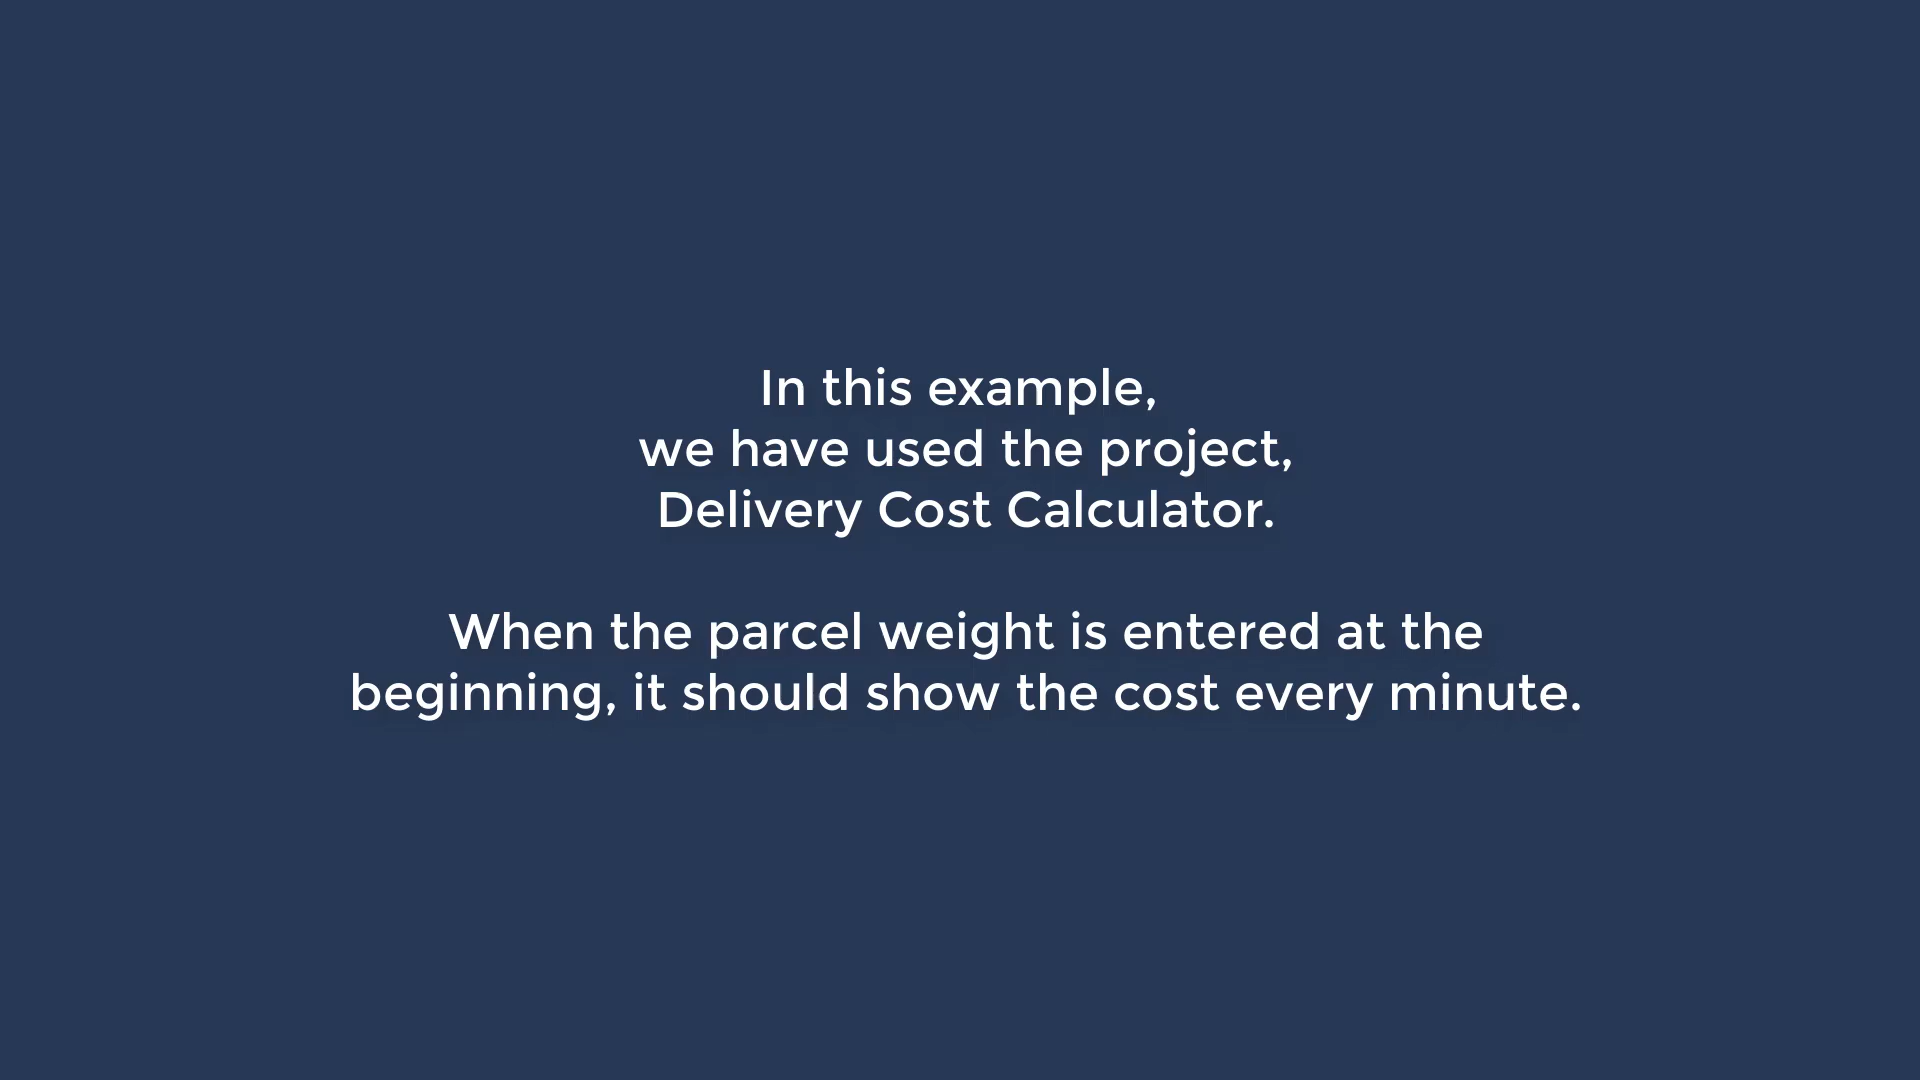 In this example,
we have used the project,
Delivery Cost Calculator.
When the parcel weight is entered at the
beginning, it should show the cost every minute.